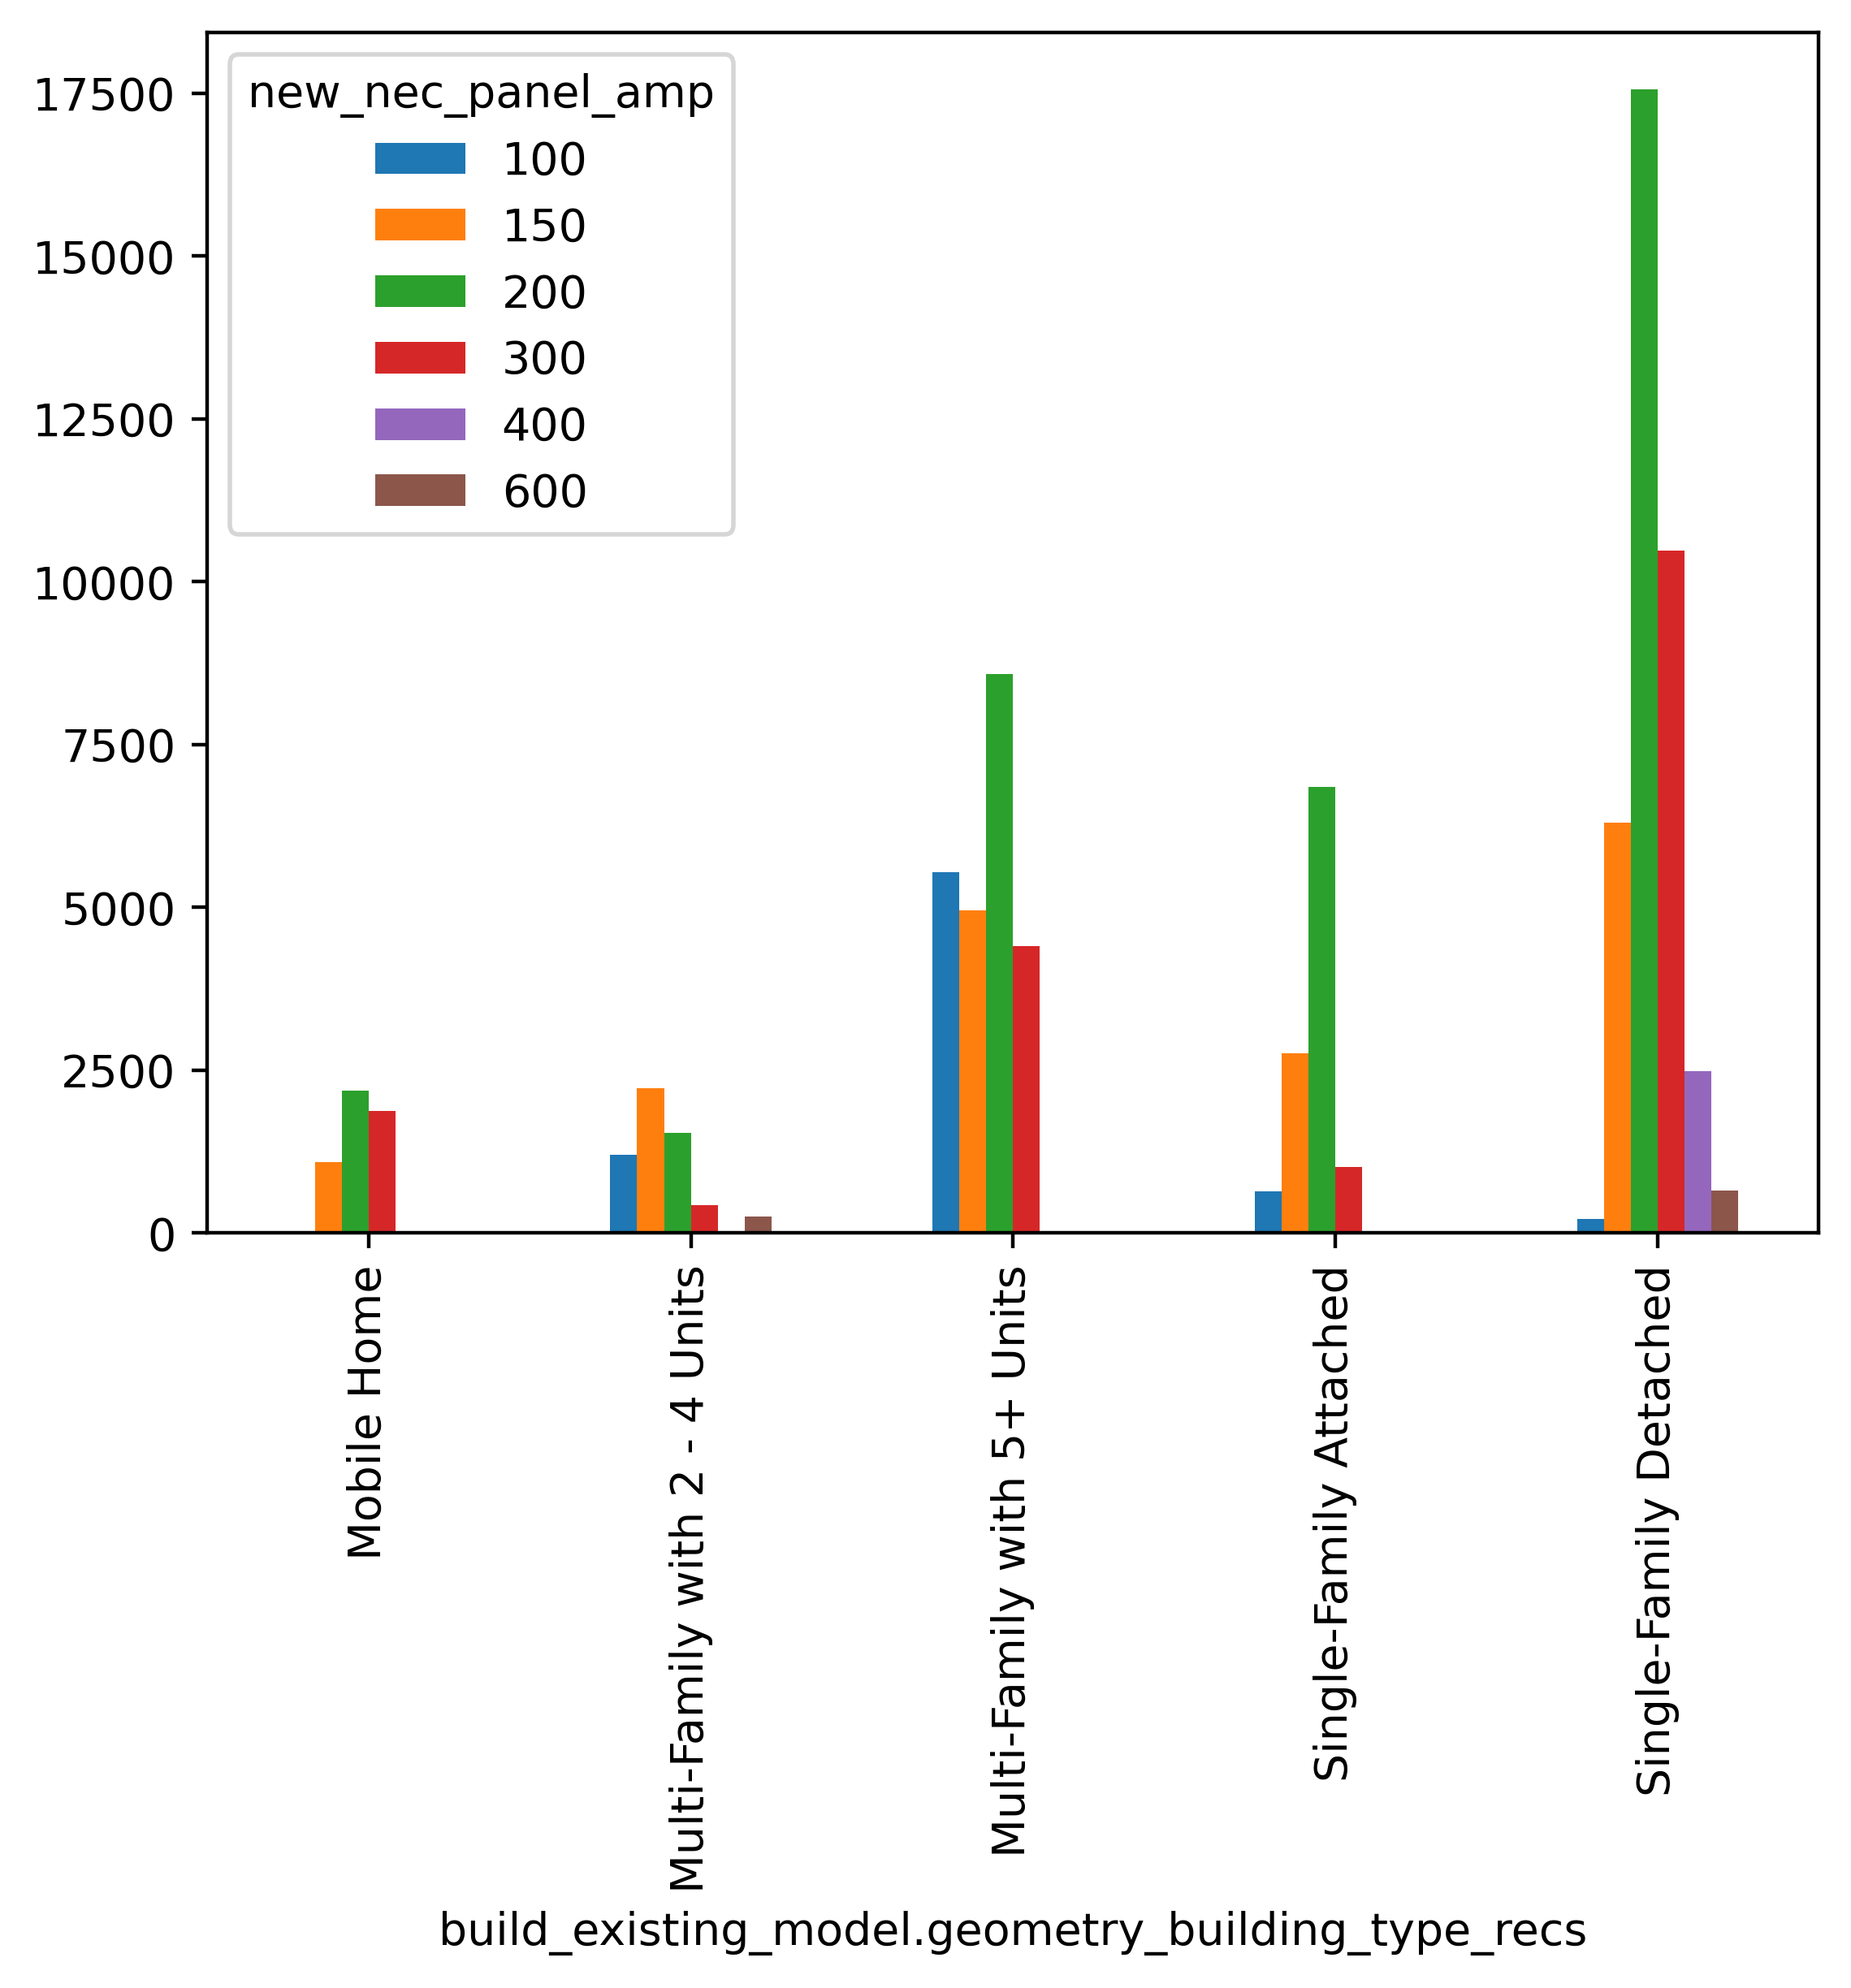 new_nec_panel_amp
100
150
200
300
400
600
17500
15000
12500
10000
7500
5000
2500
0
Mobile Home
Multi-Family with 2 - 4 Units
Multi-Family with 5+ Units
Single-Family Attached
Single-Family Detached
build_existing_model.geometry_building_type_recs